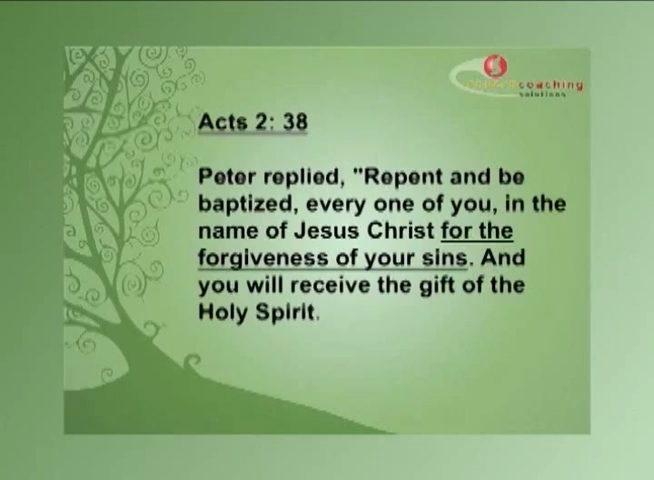 coaching
solutions
Acts 2: 38
Peter replied, "Repent and be
baptized, every one of you, in the
name of Jesus Christ for the
forgiveness of your sins. And
you will receive the gift of the
Holy Spirit.